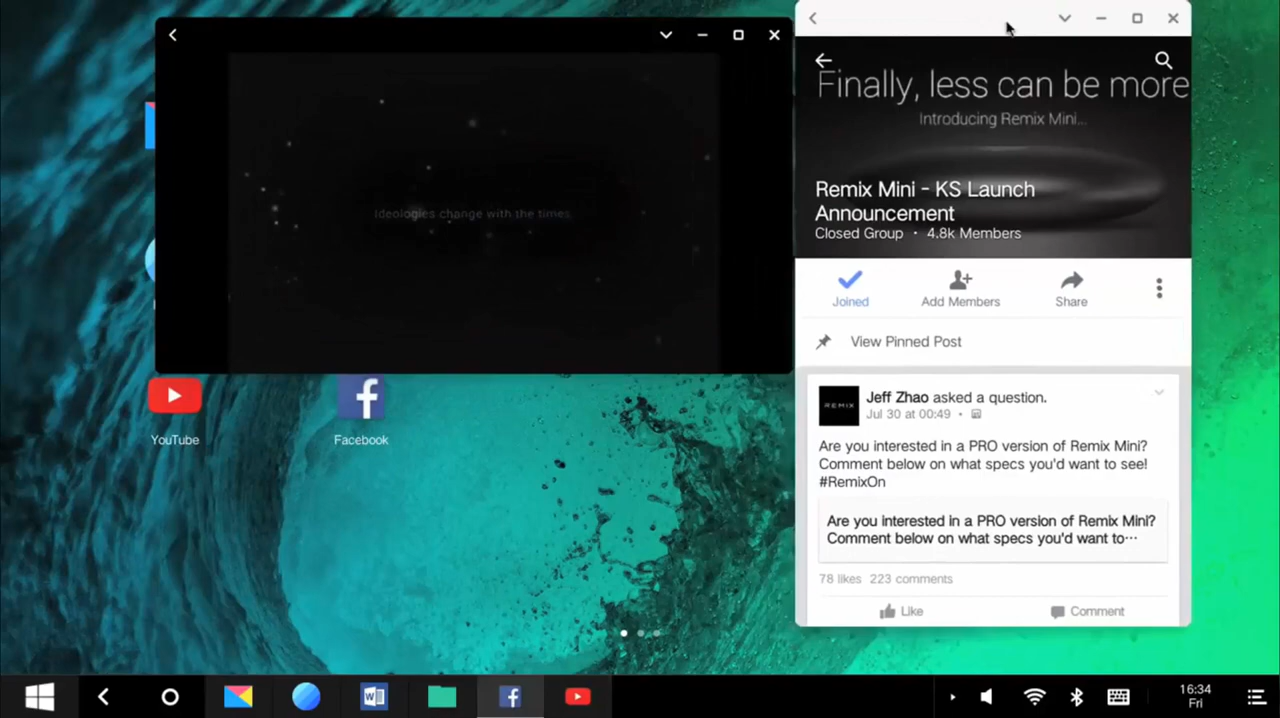 Ideologies change with the times
Finally, less can be more
Introducing Remix Mini...
Remix Mini - KS Launch
Announcement
Closed Group · 4.8k Members
Joined
Add Members
Share
View Pinned Post
REMIX
Jeff Zhao asked a question.
Jul 30 at 00:49 ·
Are you interested in a PRO version of Remix Mini?
Comment below on what specs you'd want to see!
#RemixOn
Are you interested in a PRO version of Remix Mini?
Comment below on what specs you'd want to···
78 likes 223 comments
Like
Comment
YouTube
Facebook
16:34
Fri